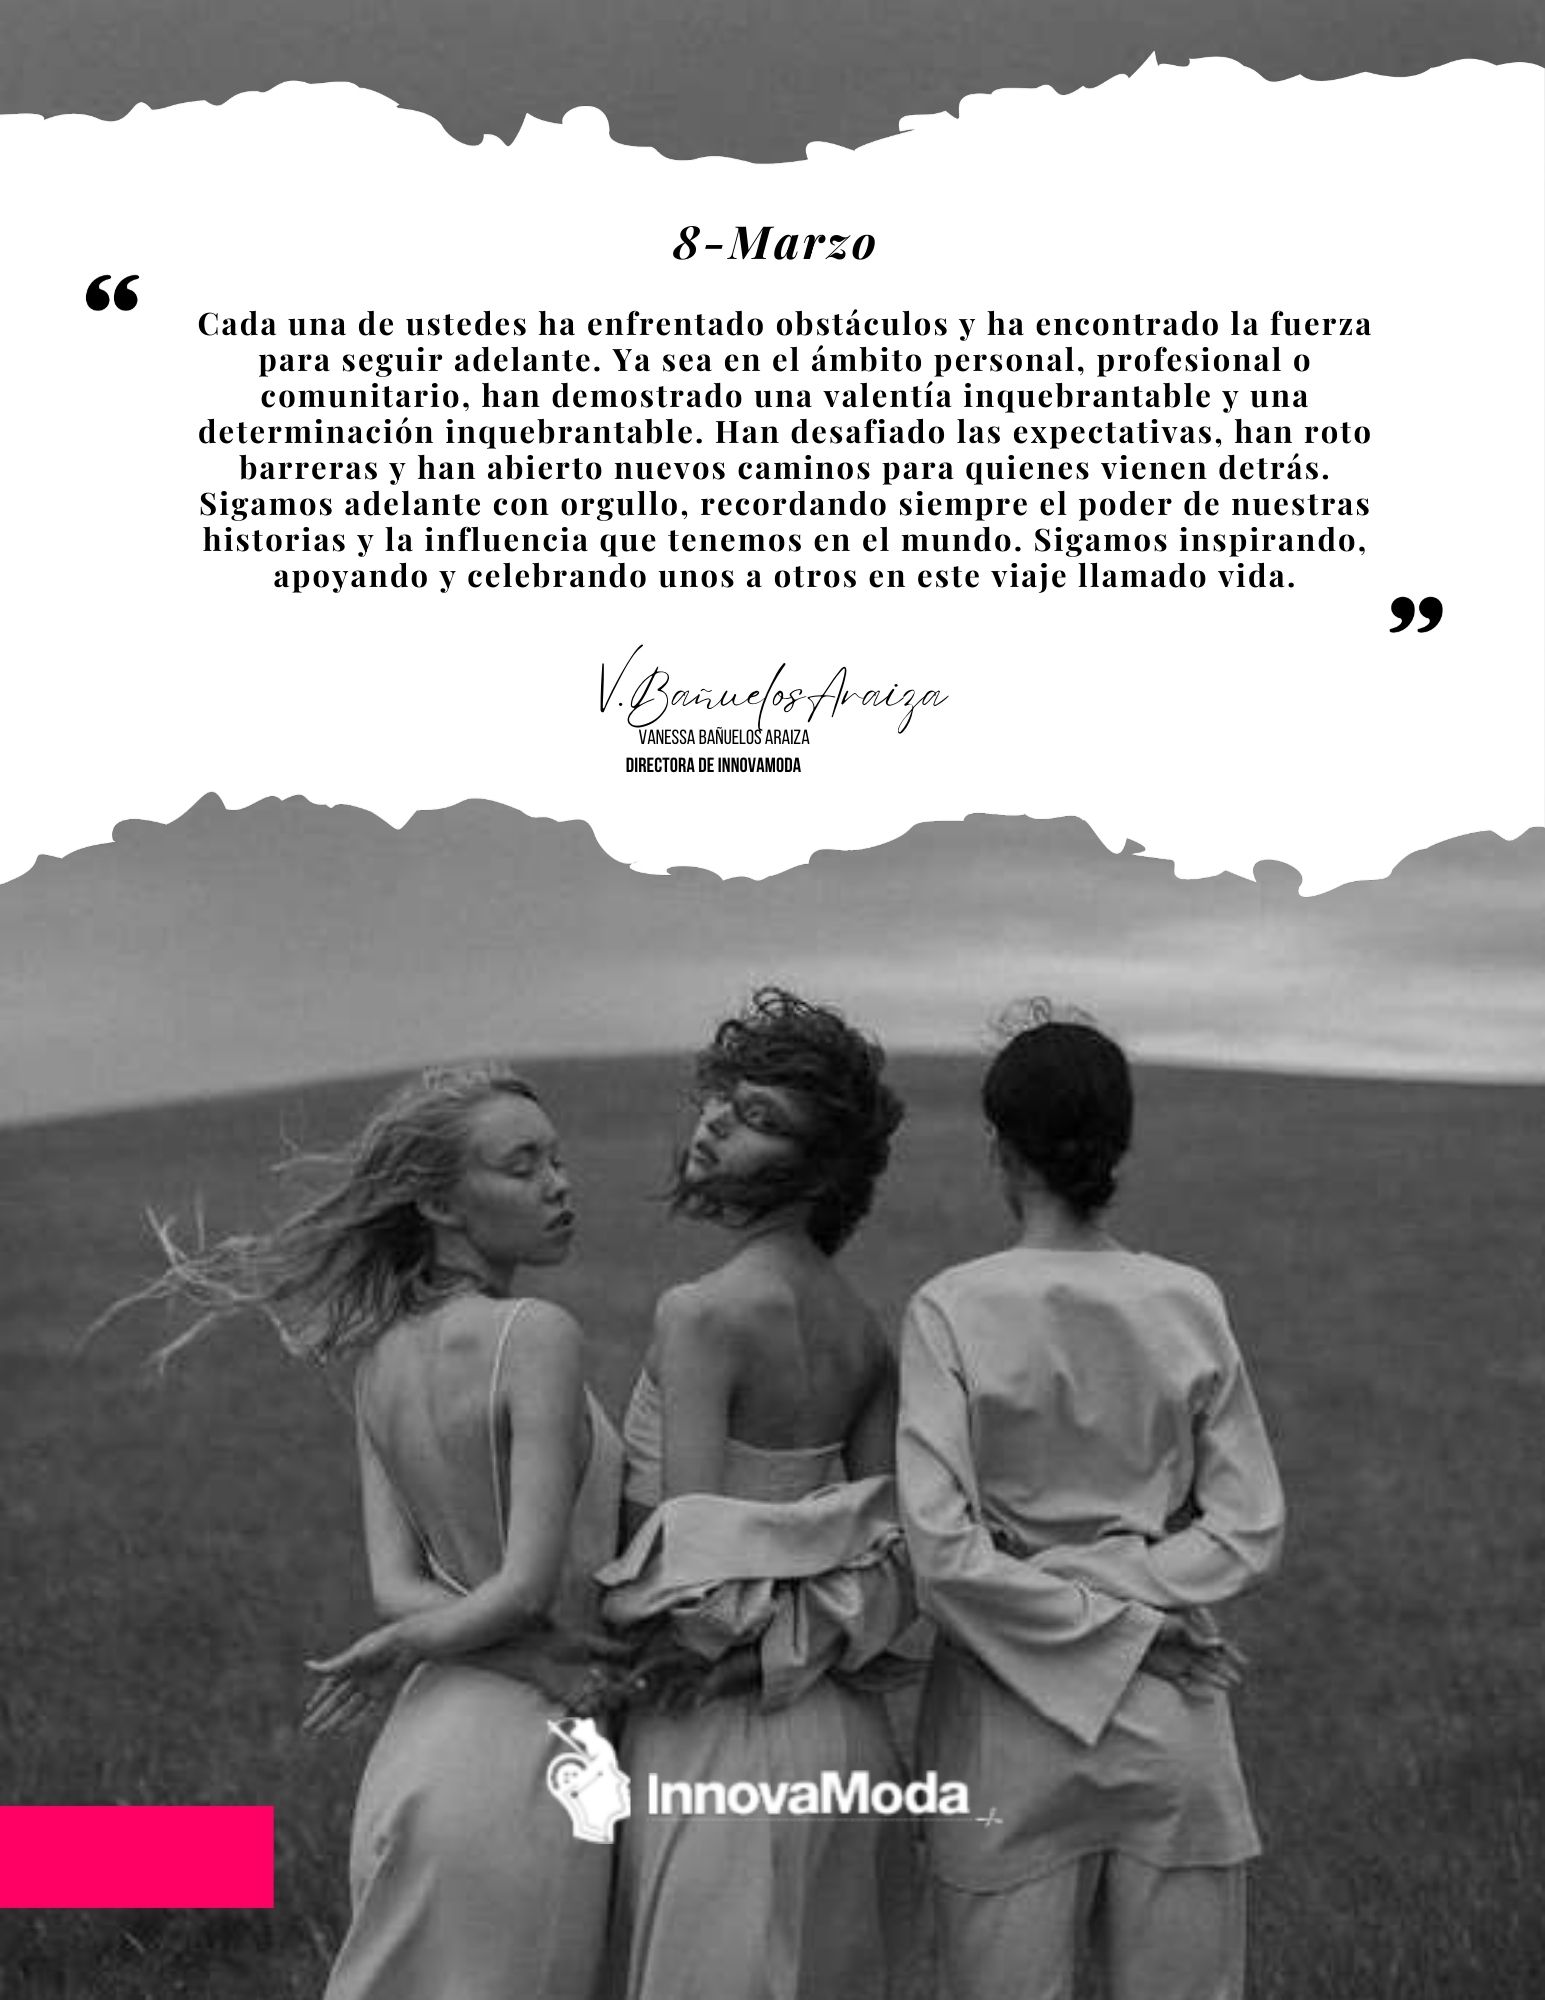 8-Marzo
“
Cada una de ustedes ha enfrentado obstáculos y ha encontrado la fuerza
para seguir adelante. Ya sea en el ámbito personal, profesional o
comunitario, han demostrado una valentía inquebrantable y una
determinación inquebrantable. Han desafiado las expectativas, han roto
barreras y han abierto nuevos caminos para quienes vienen detrás.
Sigamos adelante con orgullo, recordando siempre el poder de nuestras
historias y la influencia que tenemos en el mundo. Sigamos inspirando,
apoyando y celebrando unos a otros en este viaje llamado vida.
”
V. Bañuelos Araiza
VANESSA BAÑUELOS ARAIZA
DIRECTORA DE INNOVAMODA
InnovaModa